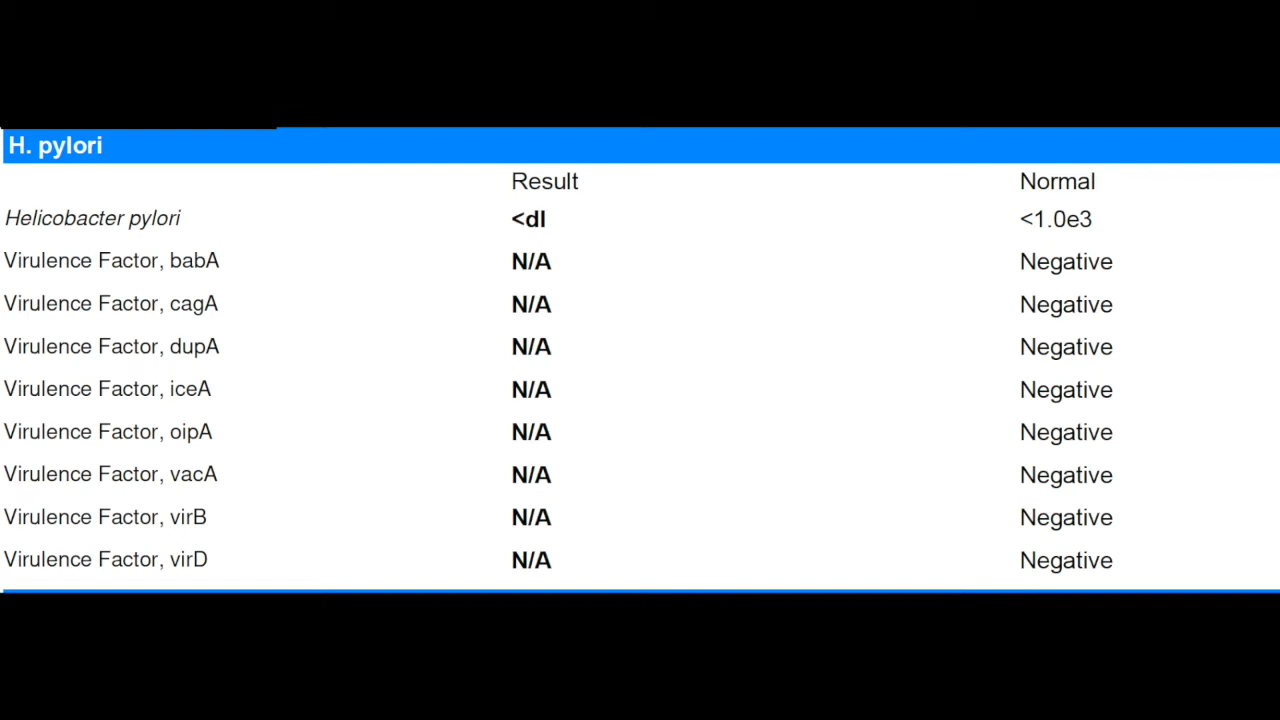 H. pylori
Result Normal
Helicobacter pylori <dl <1.0e3
Virulence Factor, babA N/A Negative
Virulence Factor, cagA N/A Negative
Virulence Factor, dupA N/A Negative
Virulence Factor, iceA N/A Negative
Virulence Factor, oipA N/A Negative
Virulence Factor, vacA N/A Negative
Virulence Factor, virB N/A Negative
Virulence Factor, virD N/A Negative